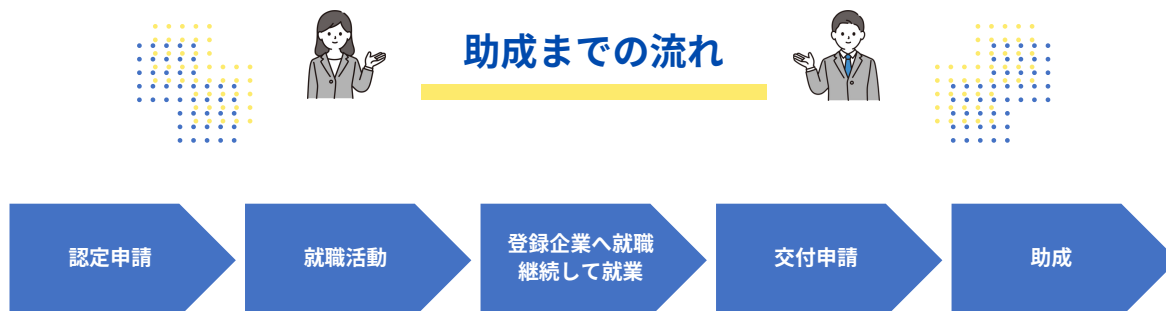 助成までの流れ
認定申請
就職活動
登録企業へ就職
継続して就業
交付申請
助成